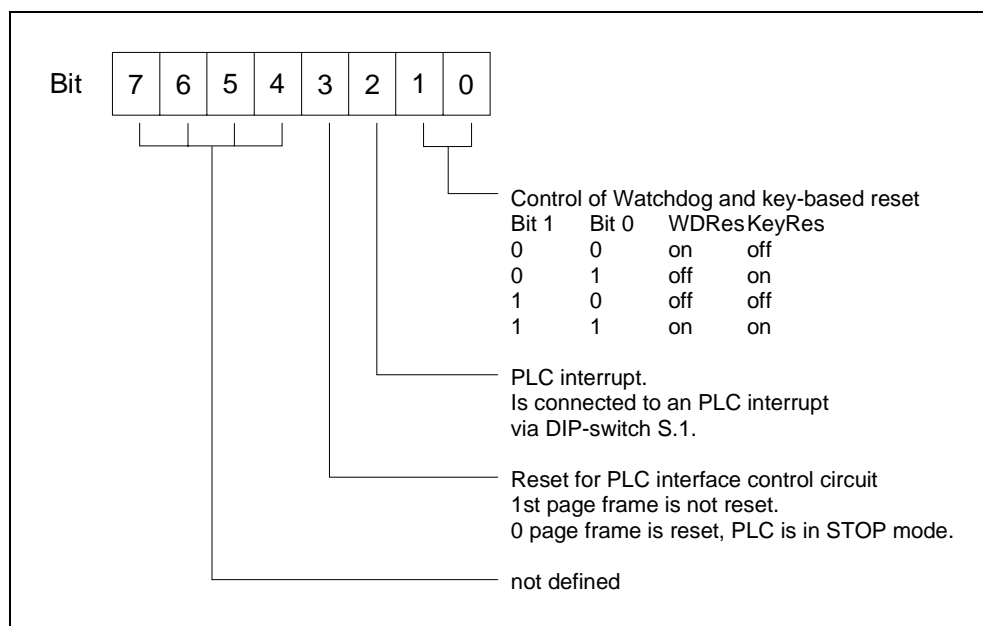 Bit 7 6 5 4 3 2 1 0
Control of Watchdog and key-based reset
Bit 1 Bit 0 WDResKeyRes
0 0 on off
0 1 off on
1 0 off off
1 1 on on
PLC interrupt.
Is connected to an PLC interrupt
via DIP-switch S.1.
Reset for PLC interface control circuit
1st page frame is not reset.
0 page frame is reset, PLC is in STOP mode.
not defined